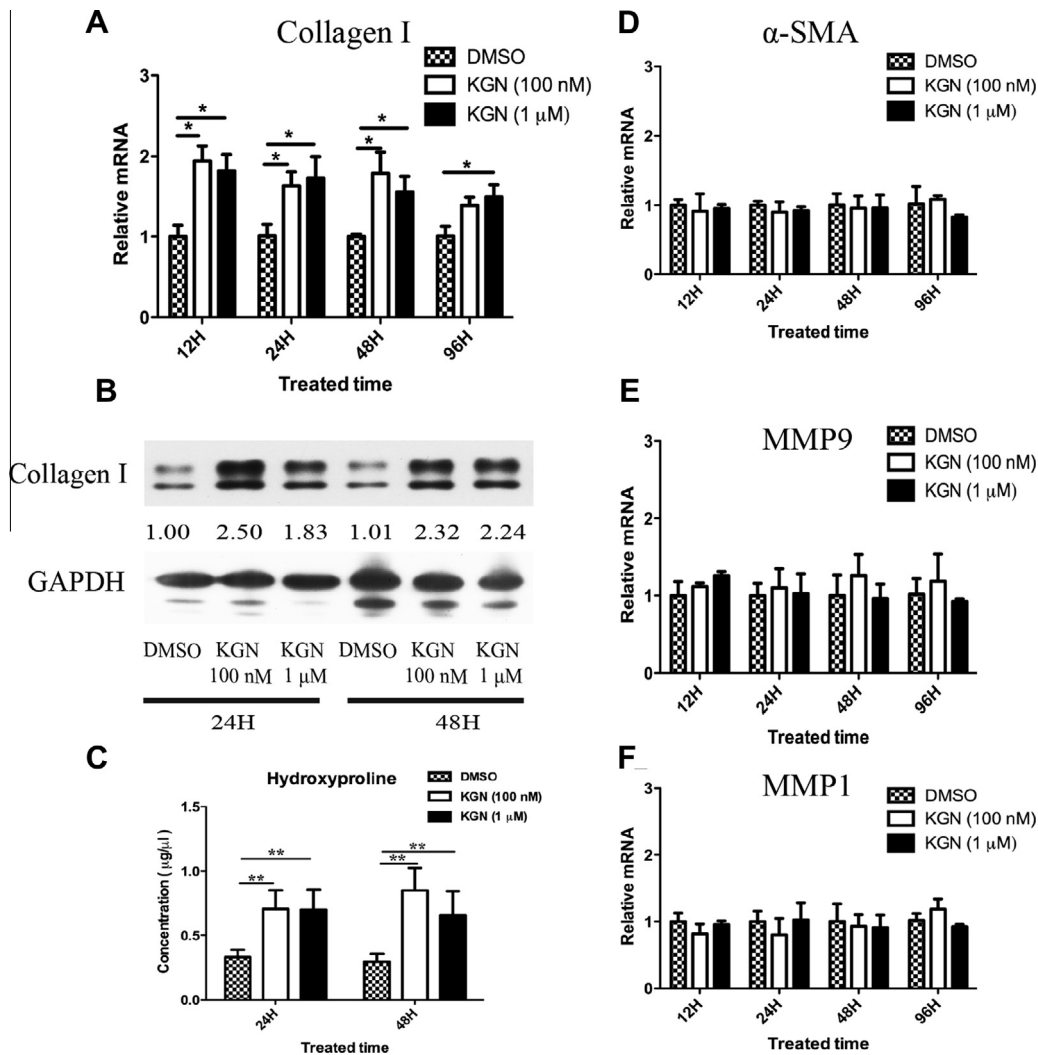 A
Collagen I
DMSO
KGN (100 nM)
KGN (1 μM)
Relative mRNA
3
2
1
0
* * * * * * *
12H 24H 48H 96H
Treated time
B
Collagen I
1.00 2.50 1.83 1.01 2.32 2.24
GAPDH
DMSO KGN KGN DMSO KGN KGN
100 nM 1 μM 100 nM 1 μM
24H 48H
C
Hydroxyproline
DMSO
KGN (100 nM)
KGN (1 μM)
Concentration (μg/μl)
1.5
1.0
0.5
0.0
** ** ** **
24H 48H
Treated time
D
α-SMA
DMSO
KGN (100 nM)
KGN (1 μM)
Relative mRNA
3
2
1
0
12H 24H 48H 96H
Treated time
E
MMP9
DMSO
KGN (100 nM)
KGN (1 μM)
Relative mRNA
3
2
1
0
12H 24H 48H 96H
Treated time
F
MMP1
DMSO
KGN (100 nM)
KGN (1 μM)
Relative mRNA
3
2
1
0
12H 24H 48H 96H
Treated time